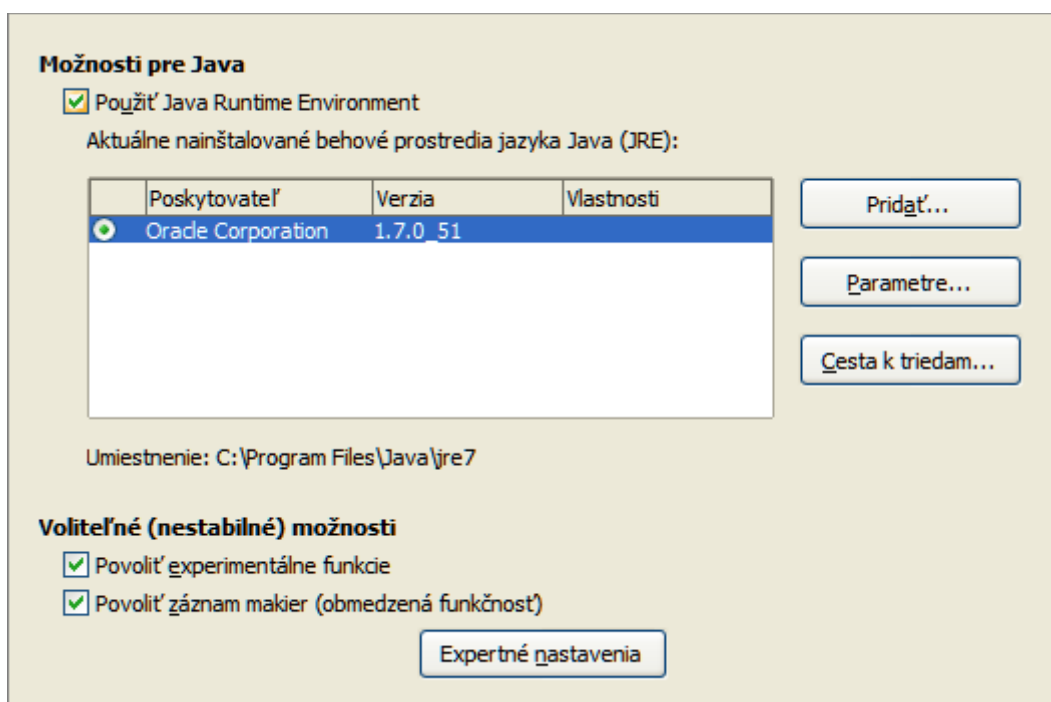 Možnosti pre Java
Použiť Java Runtime Environment
Aktuálne nainštalované behové prostredia jazyka Java (JRE):
Poskytovateľ Verzia Vlastnosti
Oracle Corporation 1.7.0_51
Pridať...
Parametre...
Cesta k triedam...
Umiestnenie: C:\Program Files\Java\jre7
Voliteľné (nestabilné) možnosti
Povoliť experimentálne funkcie
Povoliť záznam makier (obmedzená funkčnosť)
Expertné nastavenia